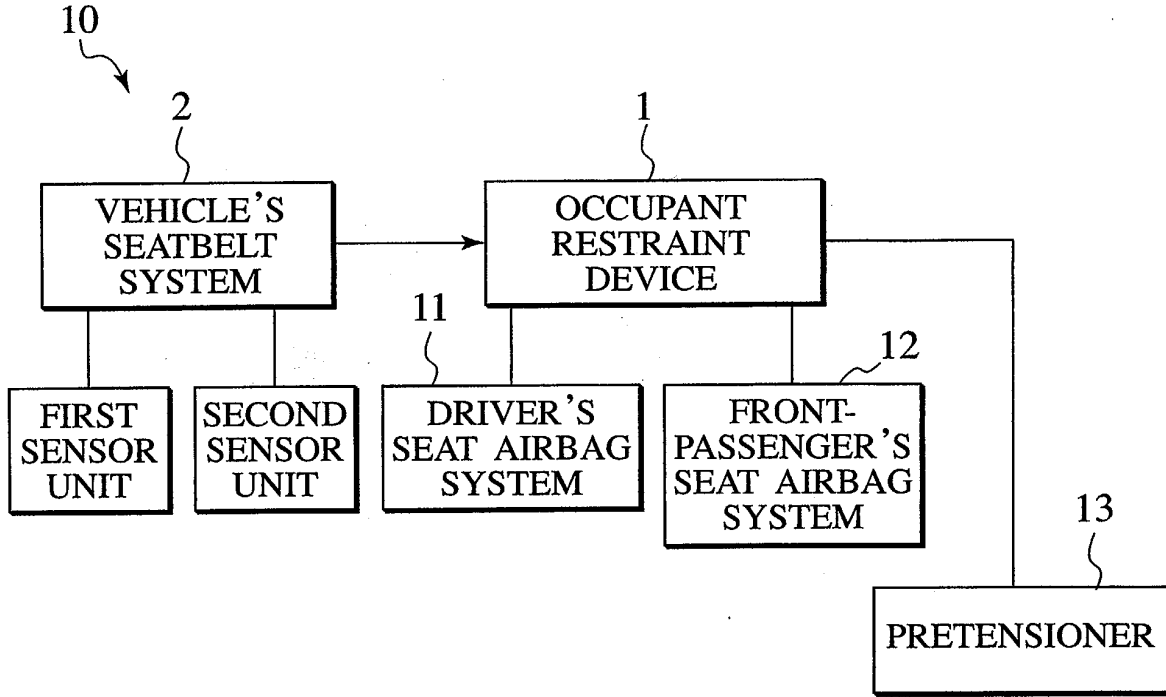 10
2
1
VEHICLE'S
SEATBELT
SYSTEM
OCCUPANT
RESTRAINT
DEVICE
11
12
FIRST
SENSOR
UNIT
SECOND
SENSOR
UNIT
DRIVER'S
SEAT AIRBAG
SYSTEM
FRONT-
PASSENGER'S
SEAT AIRBAG
SYSTEM
13
PRETENSIONER